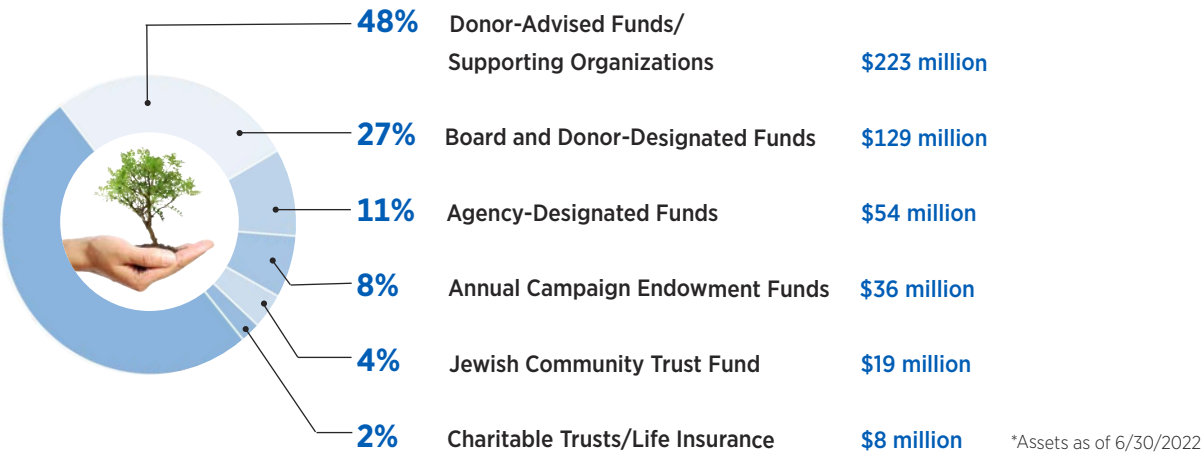 48% Donor-Advised Funds/
Supporting Organizations $223 million
27% Board and Donor-Designated Funds $129 million
11% Agency-Designated Funds $54 million
8% Annual Campaign Endowment Funds $36 million
4% Jewish Community Trust Fund $19 million
2% Charitable Trusts/Life Insurance $8 million *Assets as of 6/30/2022